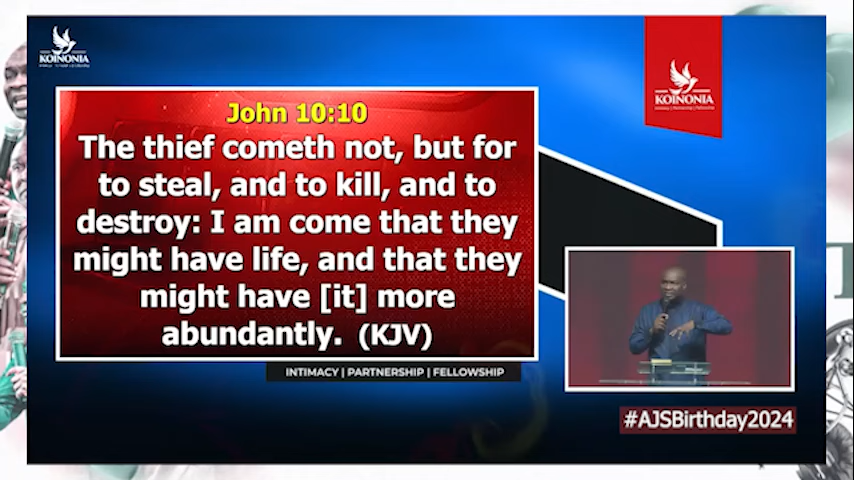 KOINONIA
KOINONIA
John 10:10
The thief cometh not, but for
to steal, and to kill, and to
destroy: I am come that they
might have life, and that they
might have [it] more
abundantly. (KJV)
INTIMACY | PARTNERSHIP | FELLOWSHIP
#AJSBirthday2024